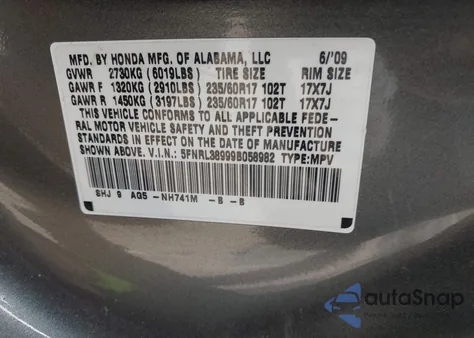 MFD. BY HONDA MFG. OF ALABAMA, LLC 6/'09
GVWR 2730KG (6019LBS) TIRE SIZE RIM SIZE
GAWR F 1320KG (2910LBS) 235/60R17 102T 17X7J
GAWR R 1450KG (3197LBS) 235/60R17 102T 17X7J
THIS VEHICLE CONFORMS TO ALL APPLICABLE FEDE-
RAL MOTOR VEHICLE SAFETY AND THEFT PREVENTION
STANDARDS IN EFFECT ON THE DATE OF MANUFACTURE
SHOWN ABOVE. V.I.N.: 5FNRL38999B058982 TYPE:MPV
SHJ 9 AG5 -NH741M -B -B
autoSnap